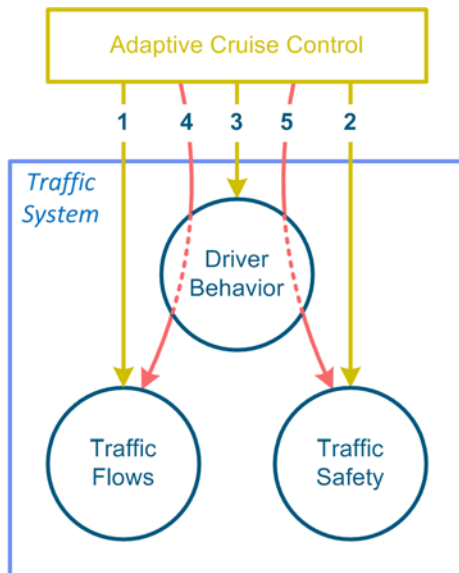 Adaptive Cruise Control
1 4 3 5 2
Traffic
System
Driver
Behavior
Traffic
Flows
Traffic
Safety